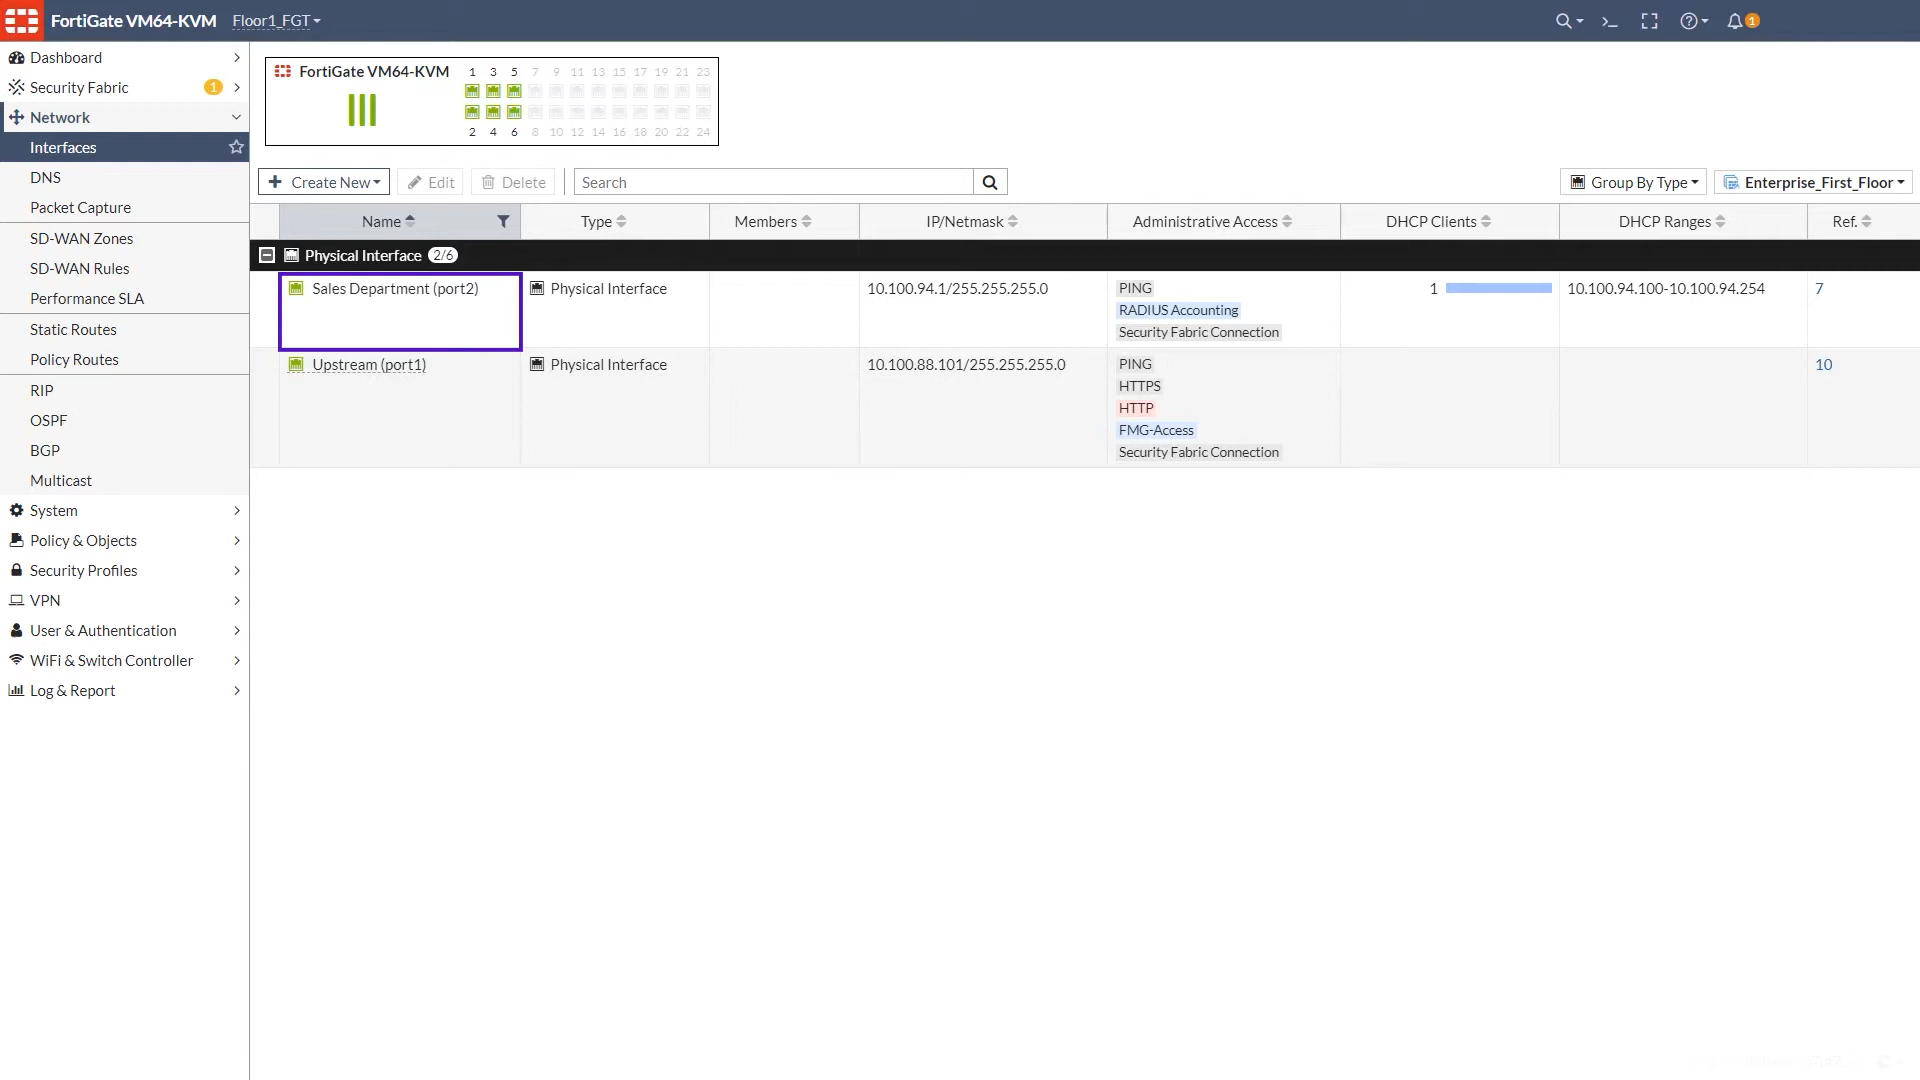 FortiGate VM64-KVM Floor1_FGT 1
Dashboard
Security Fabric 1
Network
Interfaces
DNS
Packet Capture
SD-WAN Zones
SD-WAN Rules
Performance SLA
Static Routes
Policy Routes
RIP
OSPF
BGP
Multicast
System
Policy & Objects
Security Profiles
VPN
User & Authentication
WiFi & Switch Controller
Log & Report
FortiGate VM64-KVM 1 3 5 7 9 11 13 15 17 19 21 23
2 4 6 8 10 12 14 16 18 20 22 24
Create New Edit Delete Search Group By Type Enterprise_First_Floor
Name Type Members IP/Netmask Administrative Access DHCP Clients DHCP Ranges Ref.
Physical Interface 2/6
Sales Department (port2) Physical Interface 10.100.94.1/255.255.255.0 PING 1 10.100.94.100-10.100.94.254 7
RADIUS Accounting
Security Fabric Connection
Upstream (port1) Physical Interface 10.100.88.101/255.255.255.0 PING 10
HTTPS
HTTP
FMG-Access
Security Fabric Connection